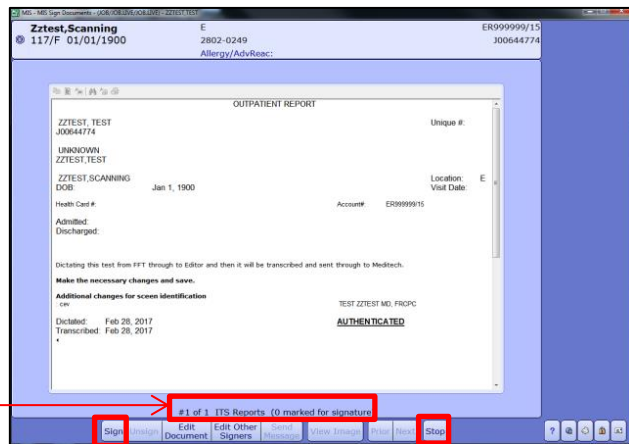 MIS - MIS Sign Documents - (JOB/JOB.LIVE/JOB.LIVE) - ZZTEST,TEST
Zztest,Scanning E ER999999/15
117/F 01/01/1900 2802-0249 J00644774
Allergy/AdvReac:
OUTPATIENT REPORT
ZZTEST, TEST Unique #:
J00644774
UNKNOWN
ZZTEST,TEST
ZZTEST,SCANNING Location: E
DOB: Jan 1, 1900 Visit Date:
Health Card #: Account#: ER999999/15
Admitted:
Discharged:
Dictating this test from FFT through to Editor and then it will be transcribed and sent through to Meditech.
Make the necessary changes and save.
Additional changes for sceen identification
cev TEST ZZTEST MD, FRCPC
Dictated: Feb 28, 2017 AUTHENTICATED
Transcribed: Feb 28, 2017
#1 of 1 ITS Reports (0 marked for signature
Sign Unsign Edit Document Edit Other Signers Send Message View Image Prior Next Stop ?